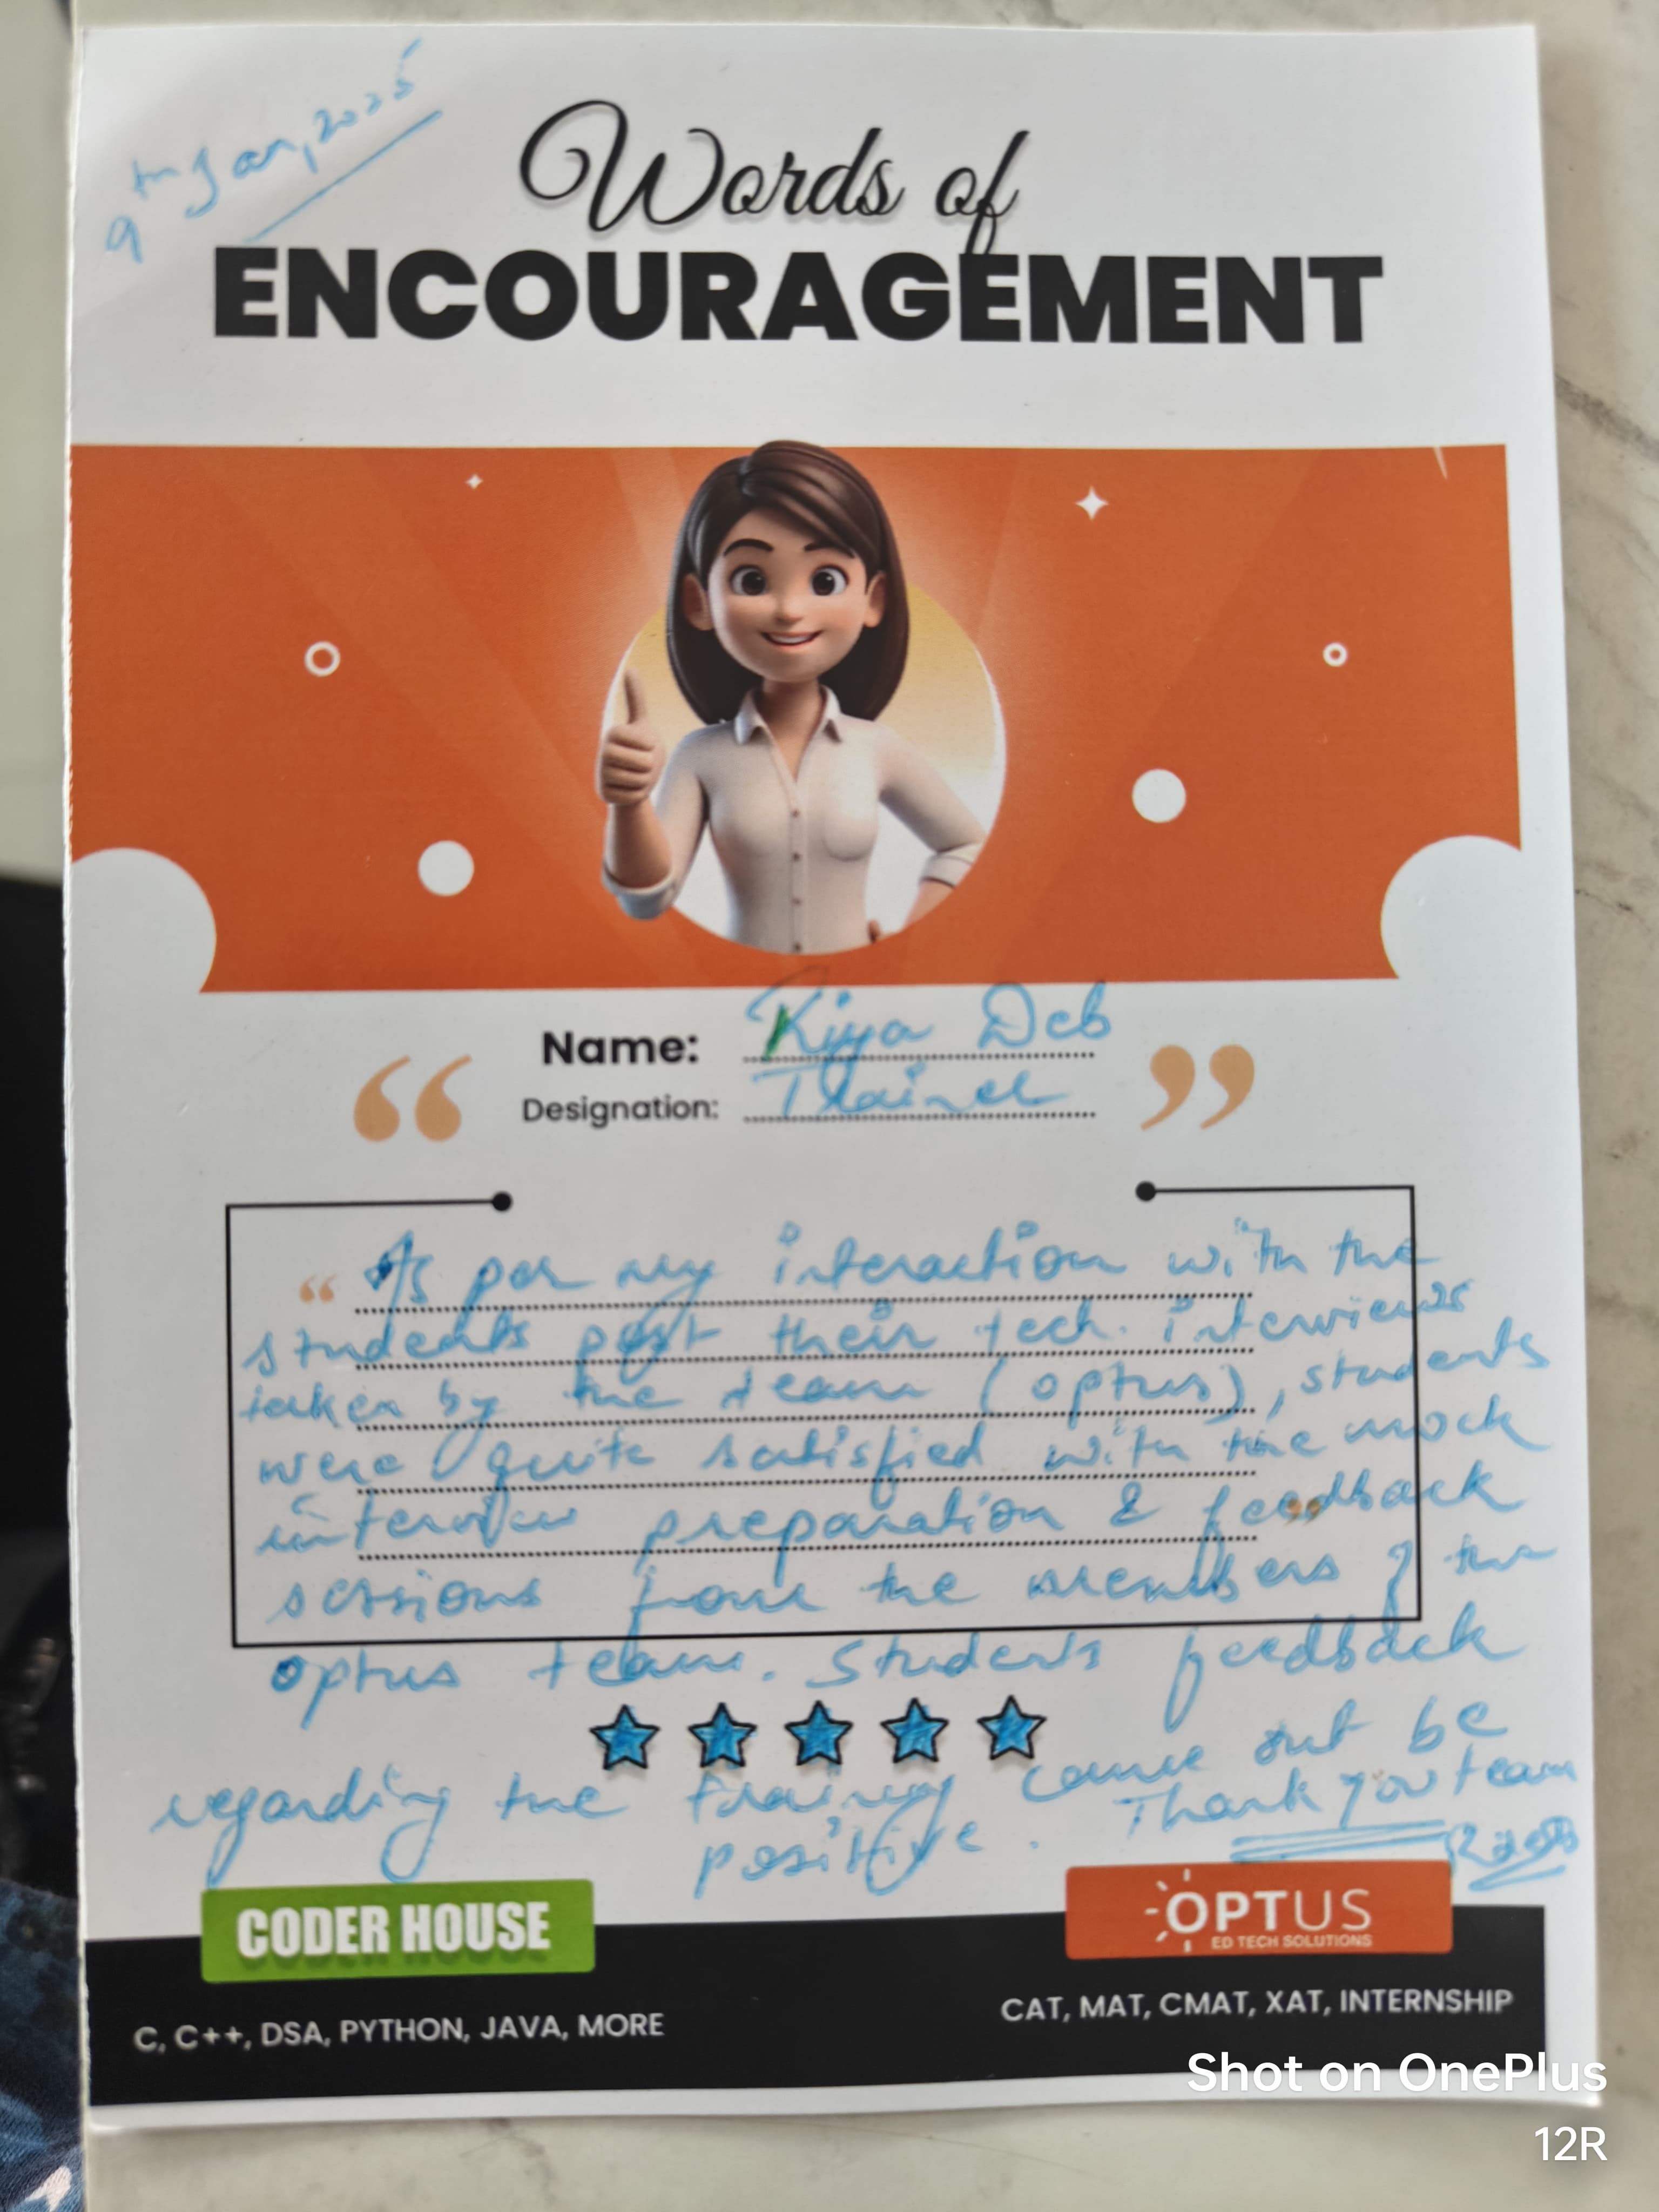 9th Jan, 2025
Words of
ENCOURAGEMENT
Name: Riya Deb
Designation: Trainer
“ As per my interaction with the
students post their tech. interviews
taken by the team (optus), students
were quite satisfied with the mock
interview preparation & feedback ”
sessions from the members of the
optus team. Students feedback
regarding the training came out be
positive. Thank you team
CODER HOUSE
OPTUS
ED TECH SOLUTIONS
C, C++, DSA, PYTHON, JAVA, MORE
CAT, MAT, CMAT, XAT, INTERNSHIP
Shot on OnePlus
12R